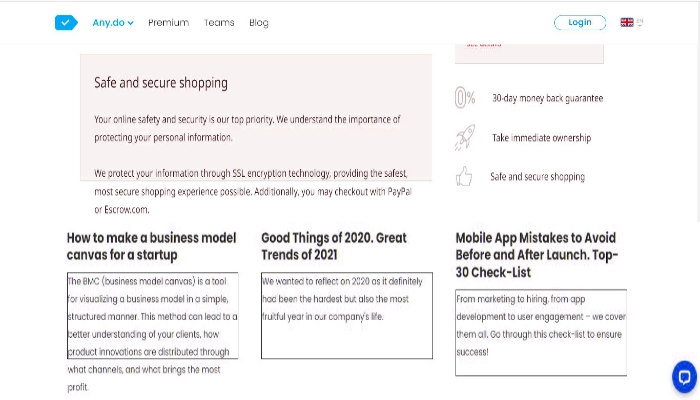 Any.do
Premium
Teams
Blog
Login
EN
Safe and secure shopping
Your online safety and security is our top priority. We understand the importance of
protecting your personal information.
We protect your information through SSL encryption technology, providing the safest,
most secure shopping experience possible. Additionally, you may checkout with PayPal
or Escrow.com.
0% 30-day money back guarantee
Take immediate ownership
Safe and secure shopping
How to make a business model
canvas for a startup
The BMC (business model canvas) is a tool
for visualizing a business model in a simple,
structured manner. This method can lead to a
better understanding of your clients, how
product innovations are distributed through
what channels, and what brings the most
profit.
Good Things of 2020. Great
Trends of 2021
We wanted to reflect on 2020 as it definitely
had been the hardest but also the most
fruitful year in our company's life.
Mobile App Mistakes to Avoid
Before and After Launch. Top-
30 Check-List
From marketing to hiring, from app
development to user engagement – we cover
them all. Go through this check-list to ensure
success!